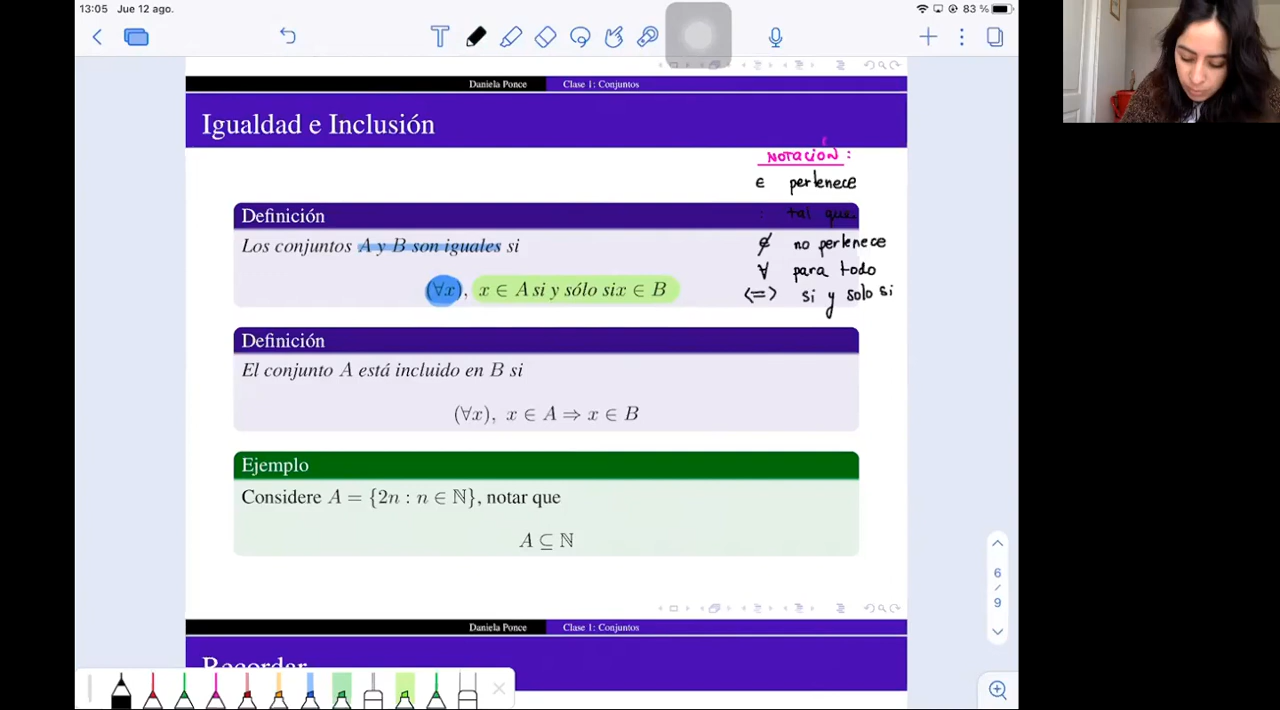 13:05 Jue 12 ago.
83 %
T
Daniela Ponce Clase 1: Conjuntos
Igualdad e Inclusión
NOTACIÓN :
∈ pertenece
: tal que
∉ no pertenece
∀ para todo
<=> si y solo si
Definición
Los conjuntos A y B son iguales si
(∀x), x ∈ A si y sólo six ∈ B
Definición
El conjunto A está incluido en B si
(∀x), x ∈ A ⇒ x ∈ B
Ejemplo
Considere A = {2n : n ∈ ℕ}, notar que
A ⊆ ℕ
6
/
9
Daniela Ponce Clase 1: Conjuntos
Recordar